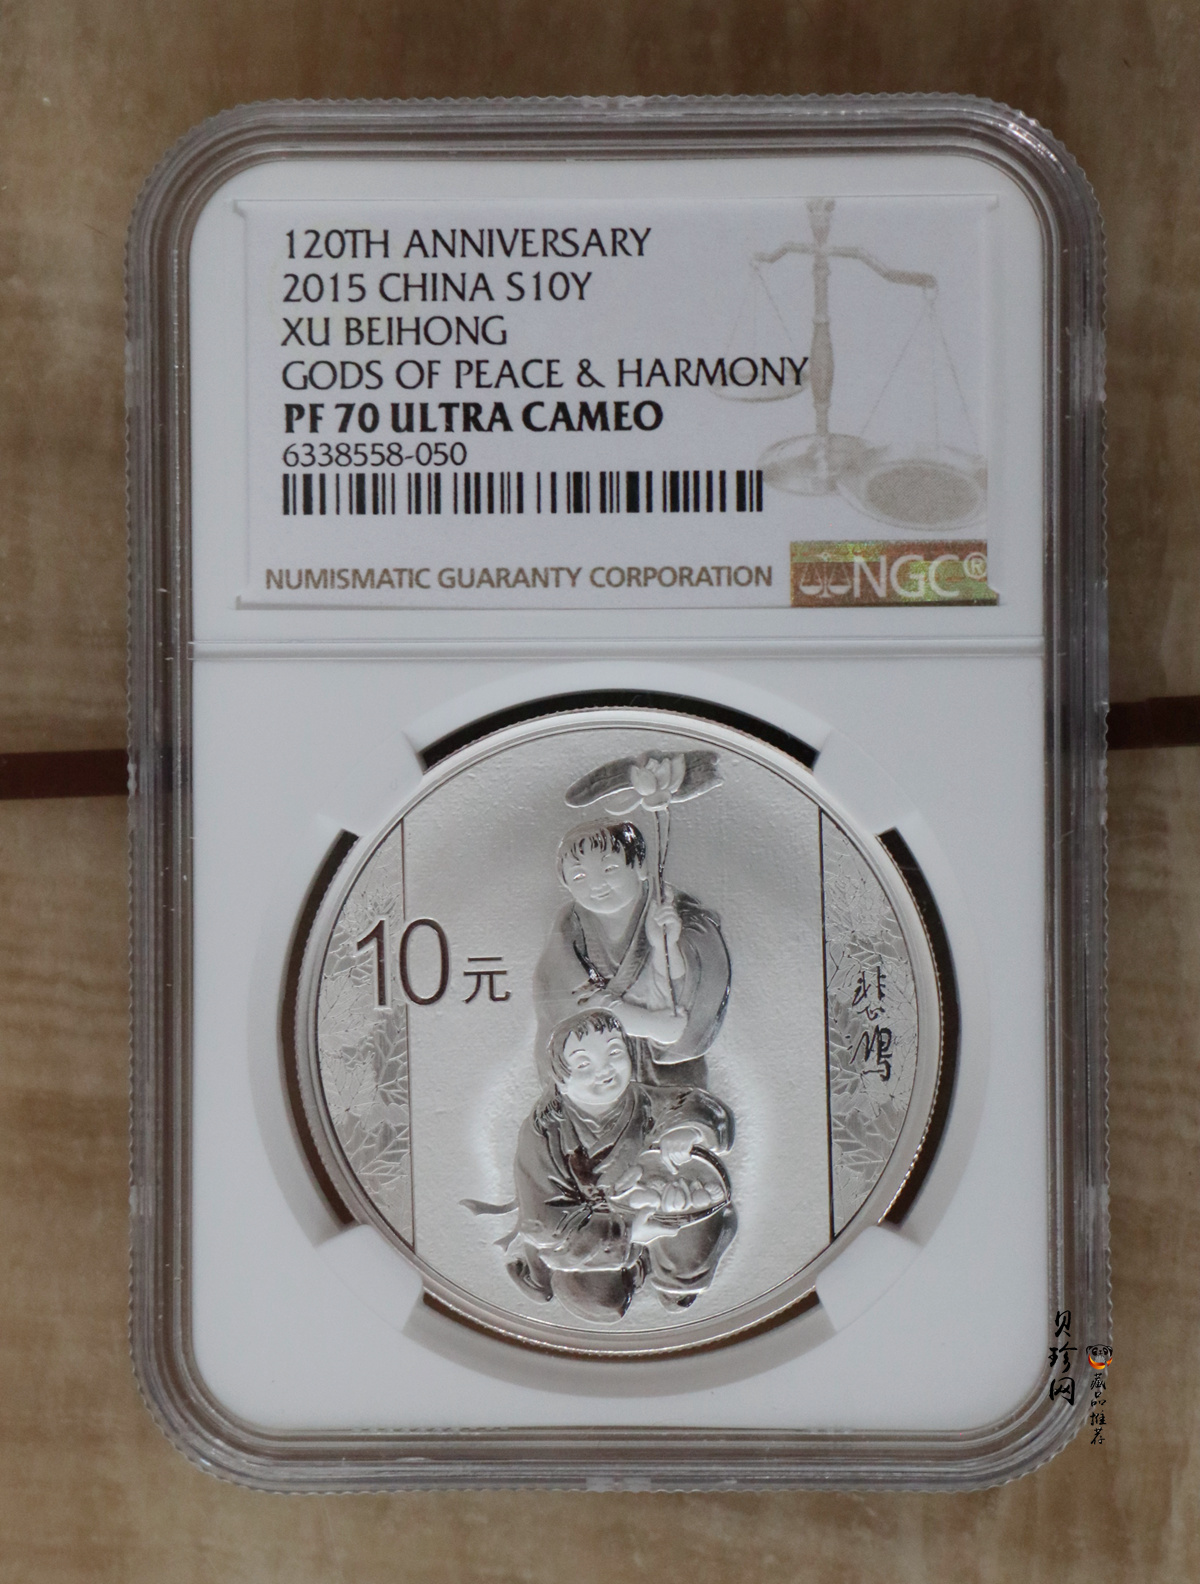 120TH ANNIVERSARY
2015 CHINA S10Y
XU BEIHONG
GODS OF PEACE & HARMONY
PF 70 ULTRA CAMEO
6338558-050
NUMISMATIC GUARANTY CORPORATION
NGC®
10元
悲鴻
贝珍网
藏品推荐